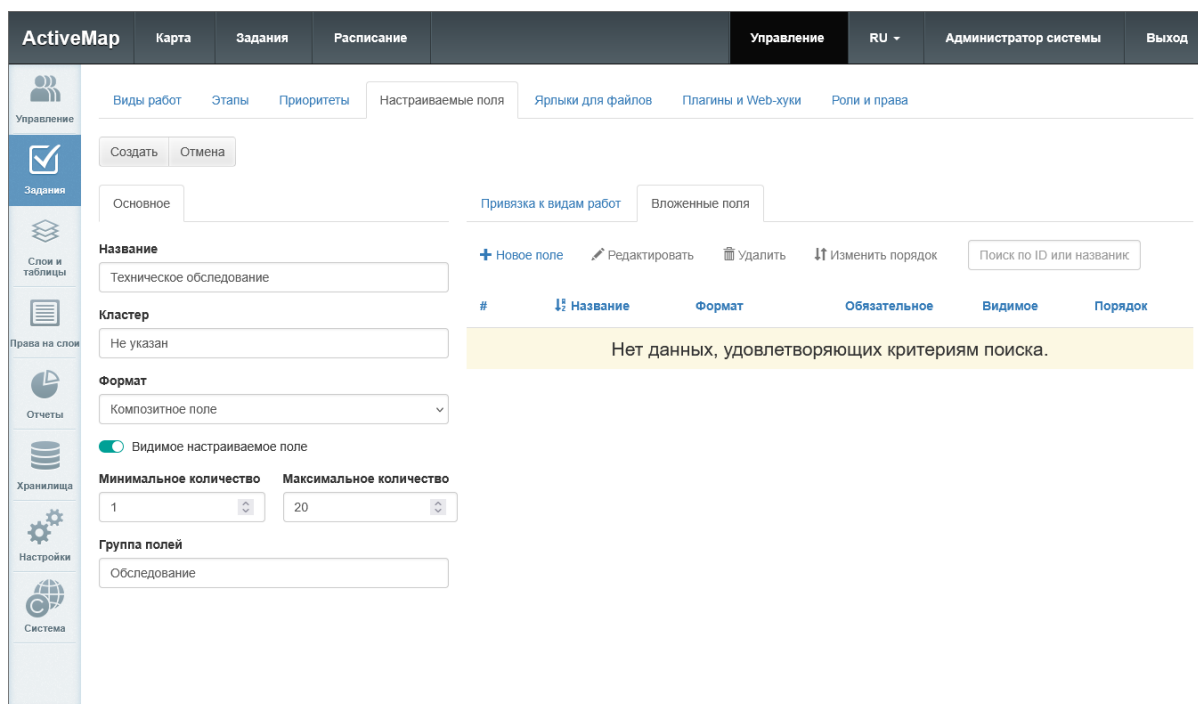 ActiveMap Карта Задания Расписание Управление RU Администратор системы Выход
Управление
Задания
Слои и
таблицы
Права на слои
Отчеты
Хранилища
Настройки
Система
Виды работ Этапы Приоритеты Настраиваемые поля Ярлыки для файлов Плагины и Web-хуки Роли и права
Создать Отмена
Основное
Название
Техническое обследование
Кластер
Не указан
Формат
Композитное поле
Видимое настраиваемое поле
Минимальное количество Максимальное количество
1 20
Группа полей
Обследование
Привязка к видам работ Вложенные поля
Новое поле Редактировать Удалить Изменить порядок Поиск по ID или названию
# Название Формат Обязательное Видимое Порядок
Нет данных, удовлетворяющих критериям поиска.